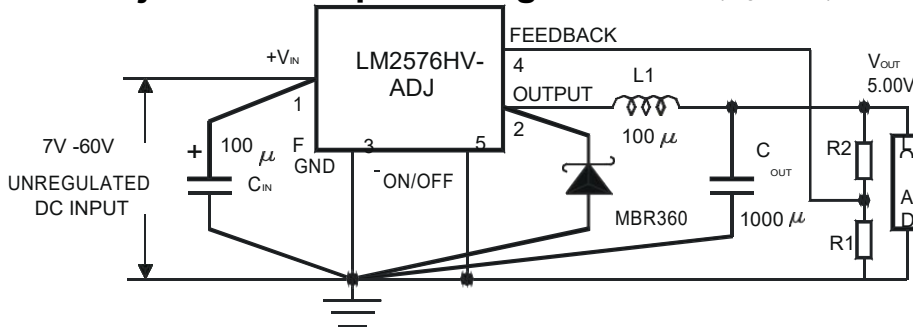 FEEDBACK
+VIN
LM2576HV-
ADJ
4
L1
VOUT
5.00V
OUTPUT
1
2
7V -60V
+
100 μ
F
3
5
100 μ
C
OUT
R2
GND
UNREGULATED
DC INPUT
CIN
-ON/OFF
MBR360
1000 μ
A
D
R1